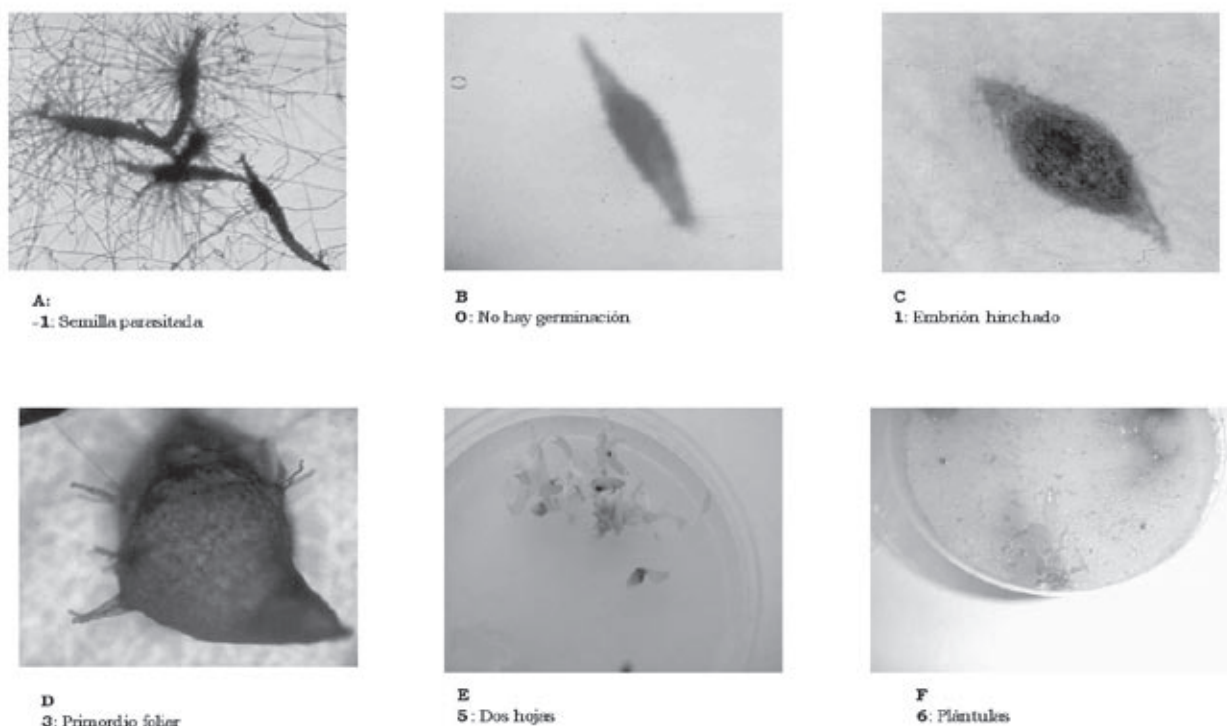 A:
-1: Semilla parasitada
B
0: No hay germinación
C
1: Embrión hinchado
D
3: Primordio foliar
E
5: Dos hojas
F
6: Plántulas